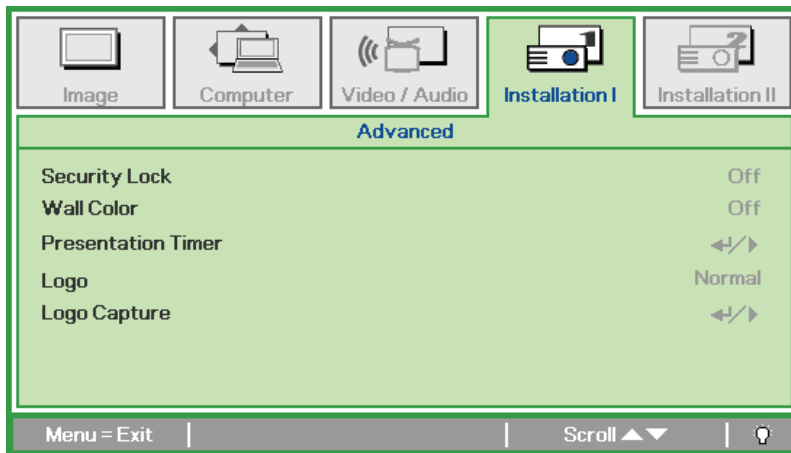 Image Computer Video / Audio Installation I Installation II
Advanced
Security Lock Off
Wall Color Off
Presentation Timer
Logo Normal
Logo Capture
Menu = Exit Scroll